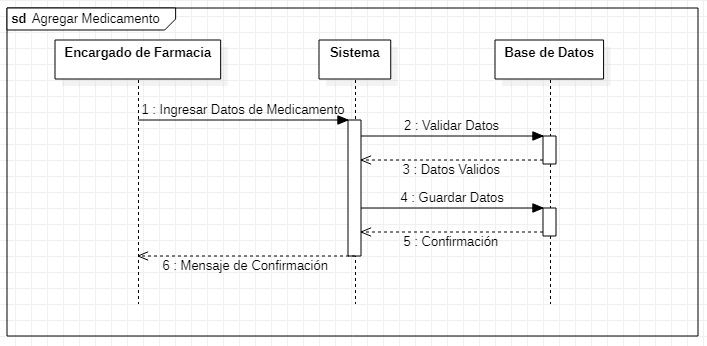 sd Agregar Medicamento
Encargado de Farmacia
Sistema
Base de Datos
1 : Ingresar Datos de Medicamento
2 : Validar Datos
3 : Datos Validos
4 : Guardar Datos
5 : Confirmación
6 : Mensaje de Confirmación